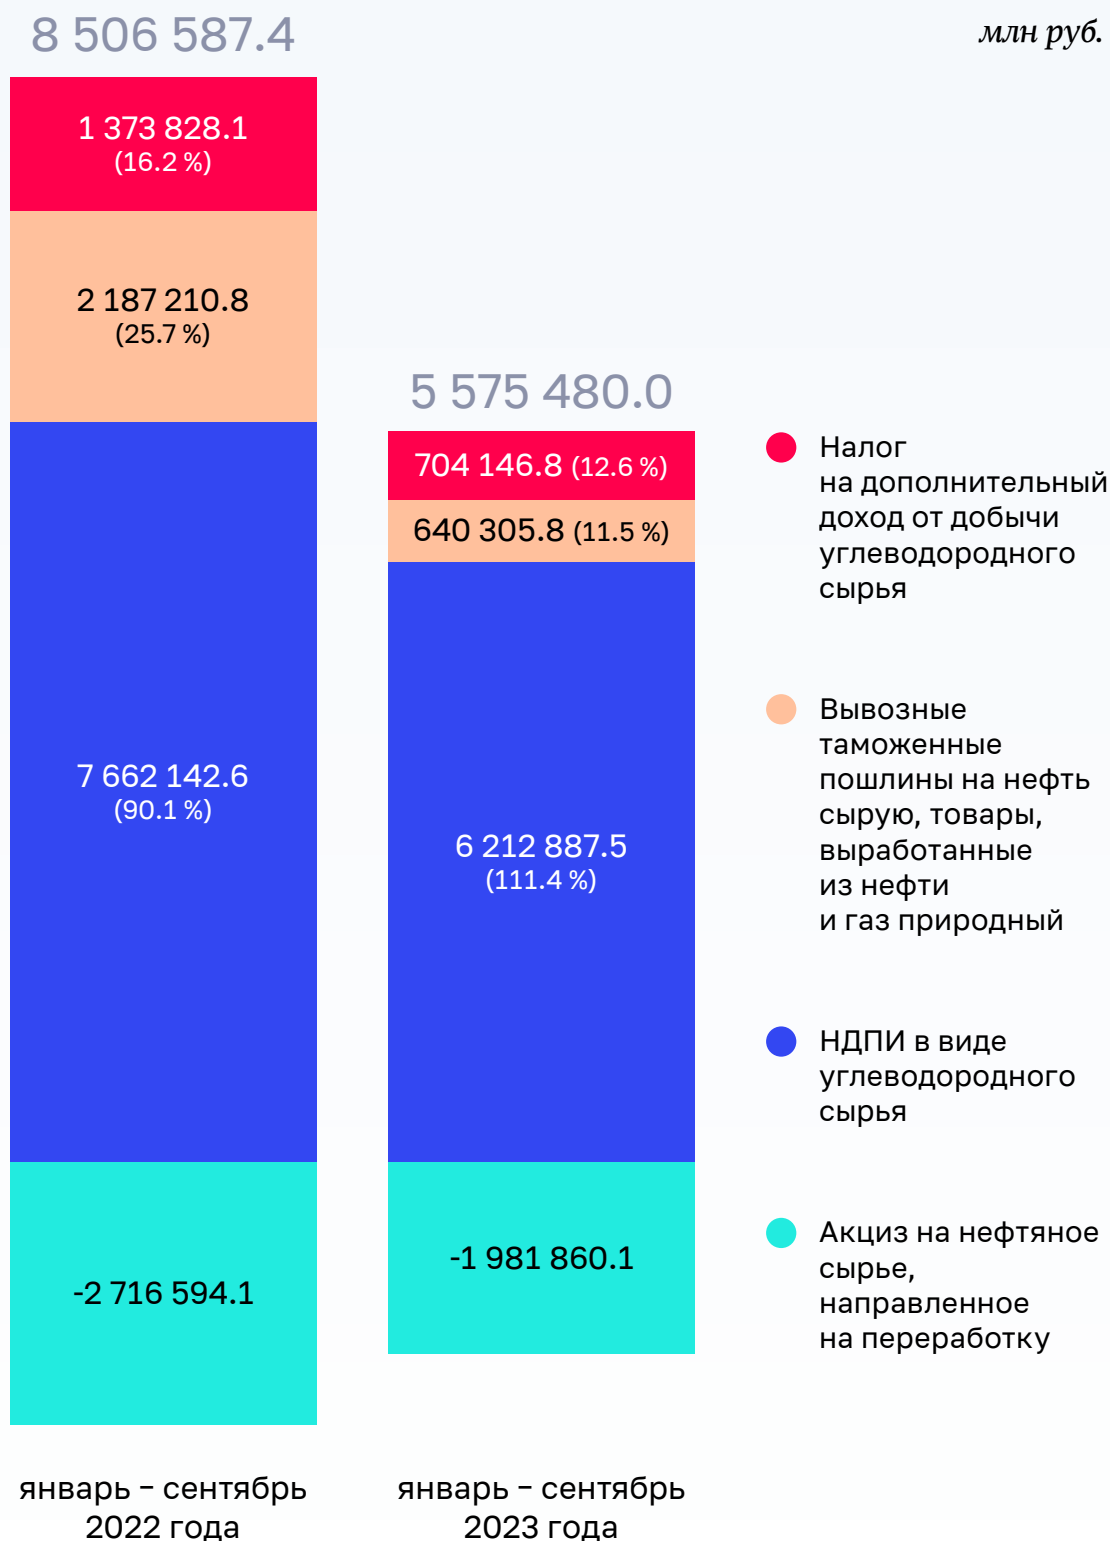 8 506 587.4
млн руб.
1 373 828.1
(16.2 %)
2 187 210.8
(25.7 %)
7 662 142.6
(90.1 %)
-2 716 594.1
январь – сентябрь
2022 года
5 575 480.0
704 146.8 (12.6 %)
640 305.8 (11.5 %)
6 212 887.5
(111.4 %)
-1 981 860.1
январь – сентябрь
2023 года
Налог
на дополнительный
доход от добычи
углеводородного
сырья
Вывозные
таможенные
пошлины на нефть
сырую, товары,
выработанные
из нефти
и газ природный
НДПИ в виде
углеводородного
сырья
Акциз на нефтяное
сырье,
направленное
на переработку